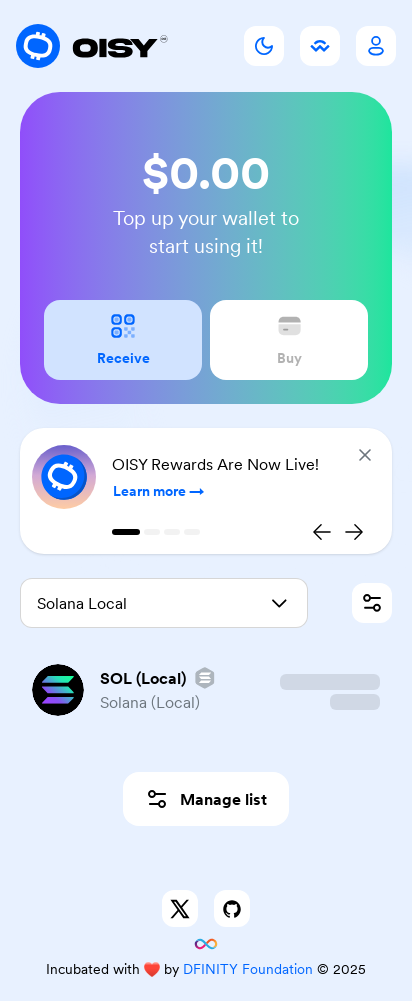 OISY
$0.00
Top up your wallet to
start using it!
Receive
Buy
OISY Rewards Are Now Live!
Learn more
Solana Local
SOL (Local)
Solana (Local)
Manage list
Incubated with ❤️ by DFINITY Foundation © 2025